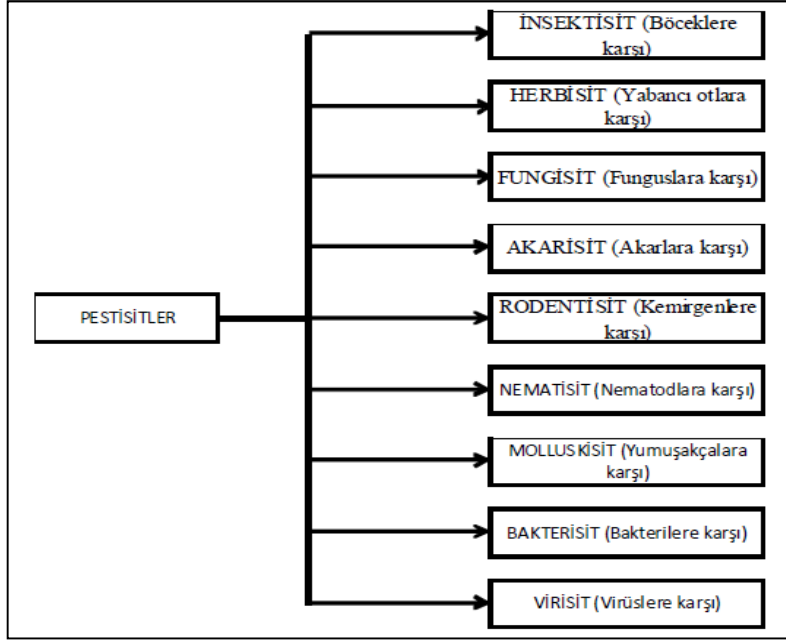 İNSEKTİSİT (Böceklere
karşı)
HERBİSİT (Yabancı otlara
karşı)
FUNGİSİT (Funguslara karşı)
AKARİSİT (Akarlara karşı)
PESTİSİTLER
RODENTİSİT (Kemirgenlere
karşı)
NEMATİSİT (Nematodlara karşı)
MOLLUSKİSİT (Yumuşakçalara
karşı)
BAKTERİSİT (Bakterilere karşı)
VİRİSİT (Virüslere karşı)